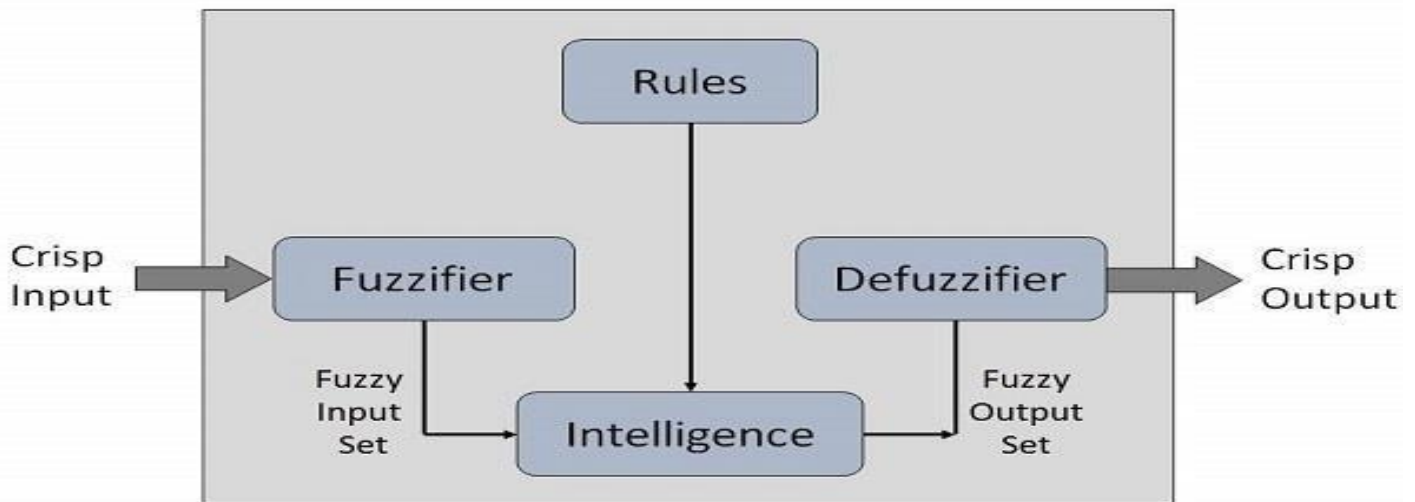 Rules
Crisp
Input
Fuzzifier
Defuzzifier
Crisp
Output
Fuzzy
Input
Set
Intelligence
Fuzzy
Output
Set